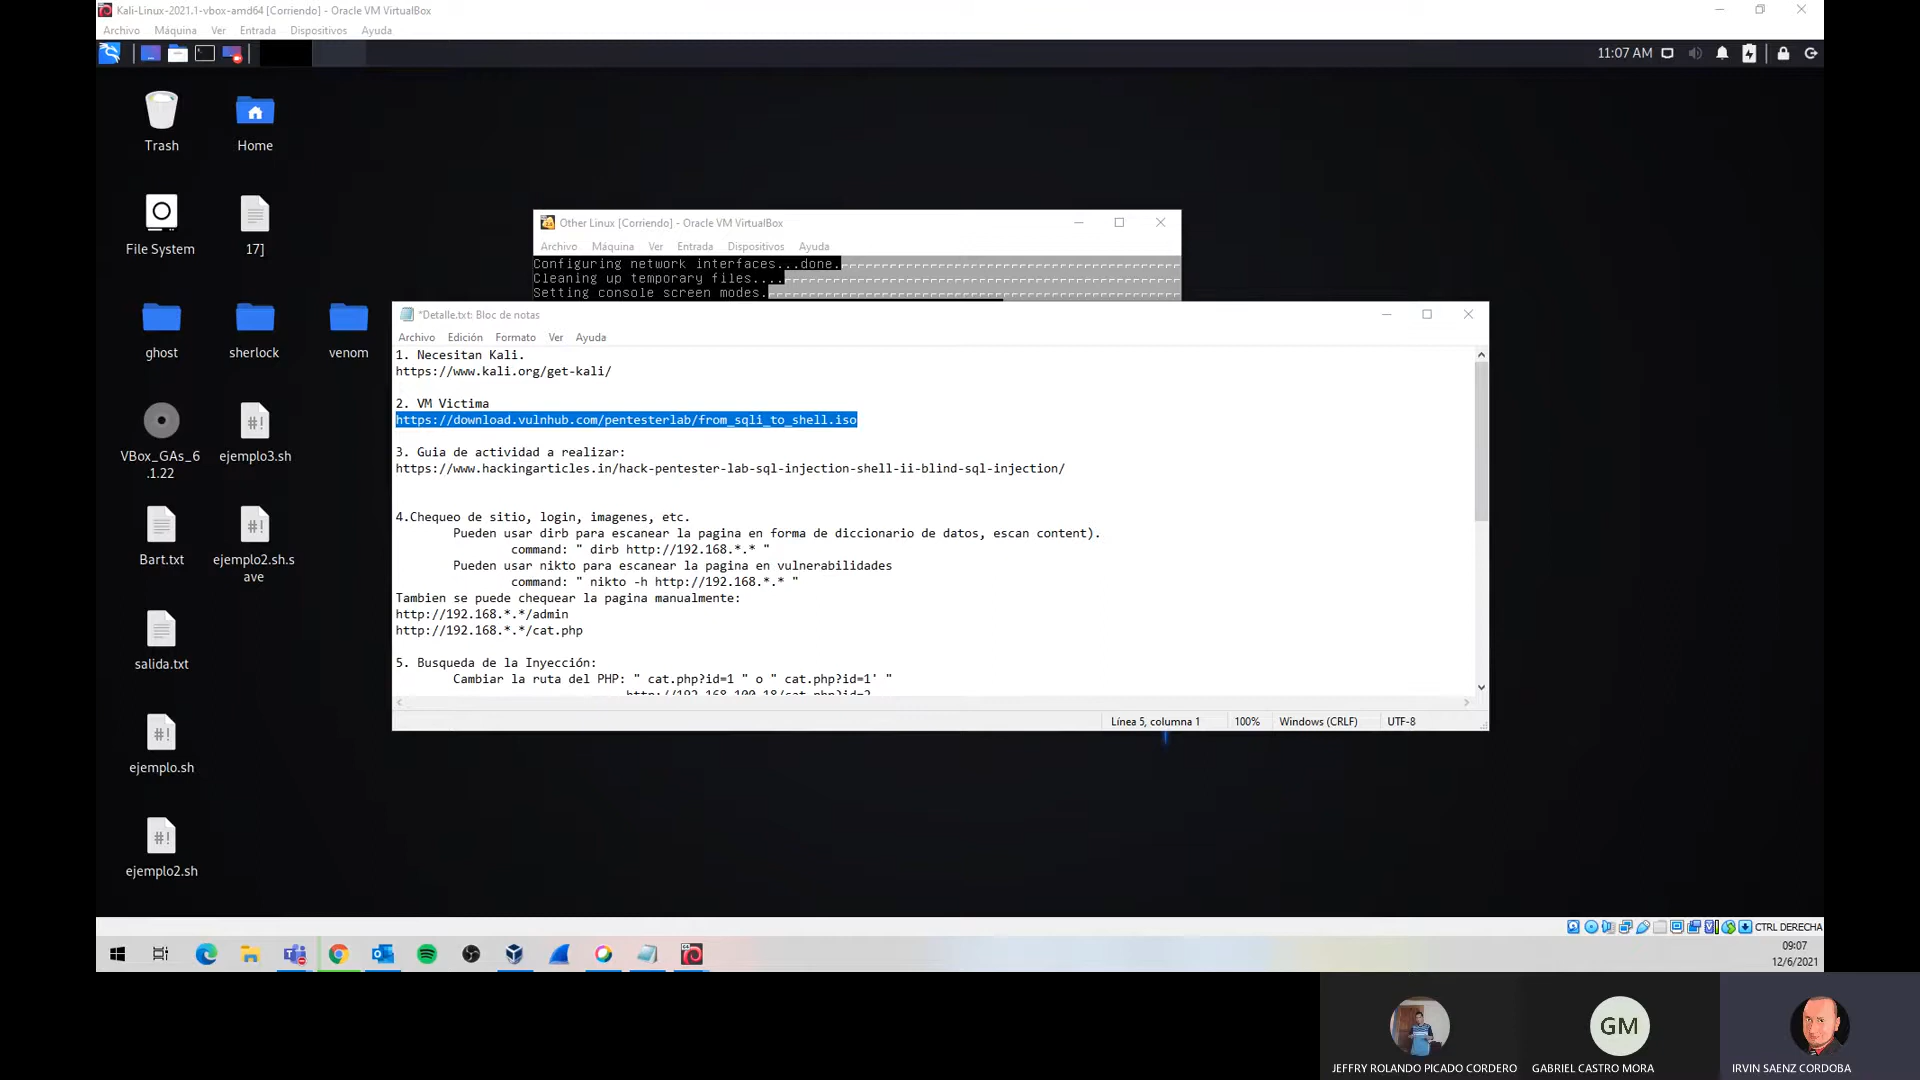 Kali-Linux-2021.1-vbox-amd64 [Corriendo] - Oracle VM VirtualBox
Archivo Máquina Ver Entrada Dispositivos Ayuda
11:07 AM
Trash
Home
File System
17]
ghost
sherlock
venom
VBox_GAs_6
.1.22
ejemplo3.sh
Bart.txt
ejemplo2.sh.s
ave
salida.txt
ejemplo.sh
ejemplo2.sh
Other Linux [Corriendo] - Oracle VM VirtualBox
Archivo Máquina Ver Entrada Dispositivos Ayuda
Configuring network interfaces...done.
Cleaning up temporary files....
Setting console screen modes.
*Detalle.txt: Bloc de notas
Archivo Edición Formato Ver Ayuda
1. Necesitan Kali.
https://www.kali.org/get-kali/
2. VM Victima
https://download.vulnhub.com/pentesterlab/from_sqli_to_shell.iso
3. Guia de actividad a realizar:
https://www.hackingarticles.in/hack-pentester-lab-sql-injection-shell-ii-blind-sql-injection/
4.Chequeo de sitio, login, imagenes, etc.
Pueden usar dirb para escanear la pagina en forma de diccionario de datos, escan content).
command: " dirb http://192.168.*.* "
Pueden usar nikto para escanear la pagina en vulnerabilidades
command: " nikto -h http://192.168.*.* "
Tambien se puede chequear la pagina manualmente:
http://192.168.*.*/admin
http://192.168.*.*/cat.php
5. Busqueda de la Inyección:
Cambiar la ruta del PHP: " cat.php?id=1 " o " cat.php?id=1' "
http://192.168.100.18/cat.php?id=2
Línea 5, columna 1 100% Windows (CRLF) UTF-8
CTRL DERECHA
09:07
12/6/2021
GM
JEFFRY ROLANDO PICADO CORDERO
GABRIEL CASTRO MORA
IRVIN SAENZ CORDOBA